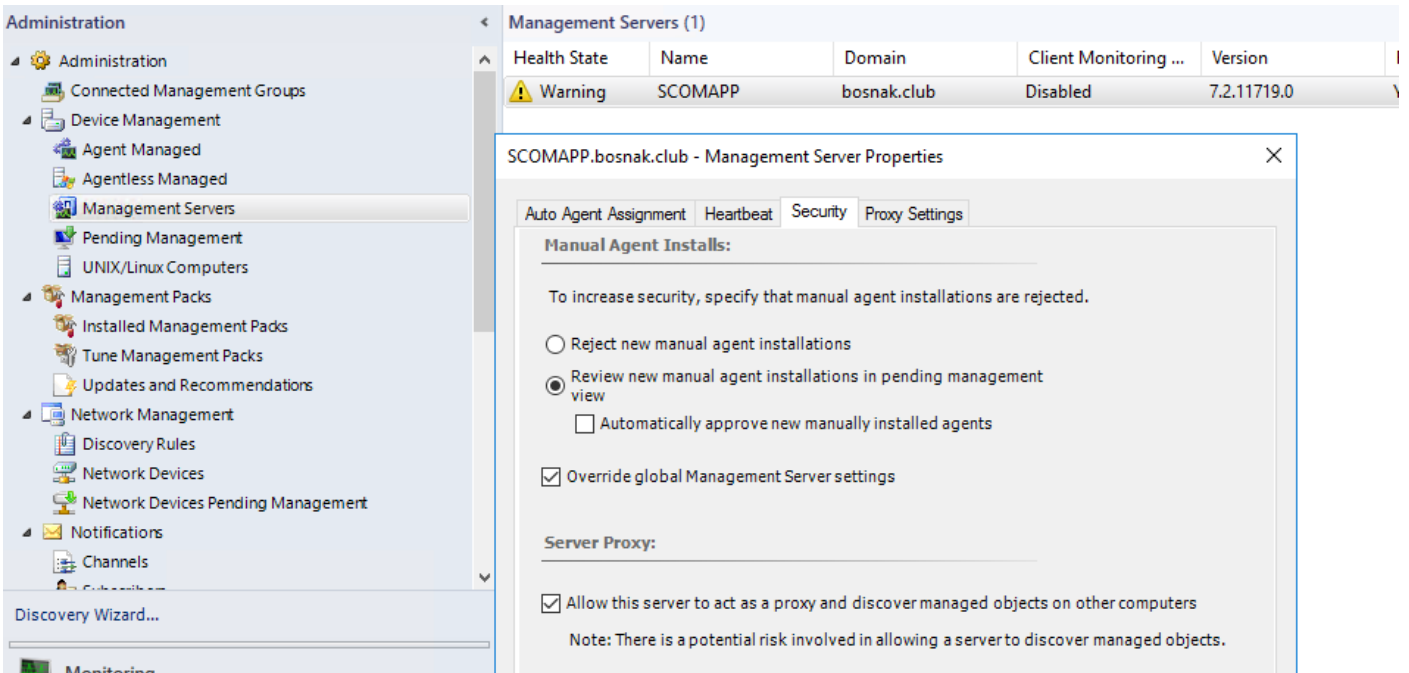 Administration
Administration
Connected Management Groups
Device Management
Agent Managed
Agentless Managed
Management Servers
Pending Management
UNIX/Linux Computers
Management Packs
Installed Management Packs
Tune Management Packs
Updates and Recommendations
Network Management
Discovery Rules
Network Devices
Network Devices Pending Management
Notifications
Channels
Subscribers
Discovery Wizard...
Monitoring
Management Servers (1)
Health State Name Domain Client Monitoring ... Version
Warning SCOMAPP bosnak.club Disabled 7.2.11719.0
SCOMAPP.bosnak.club - Management Server Properties
Auto Agent Assignment Heartbeat Security Proxy Settings
Manual Agent Installs:
To increase security, specify that manual agent installations are rejected.
Reject new manual agent installations
Review new manual agent installations in pending management
view
Automatically approve new manually installed agents
Override global Management Server settings
Server Proxy:
Allow this server to act as a proxy and discover managed objects on other computers
Note: There is a potential risk involved in allowing a server to discover managed objects.